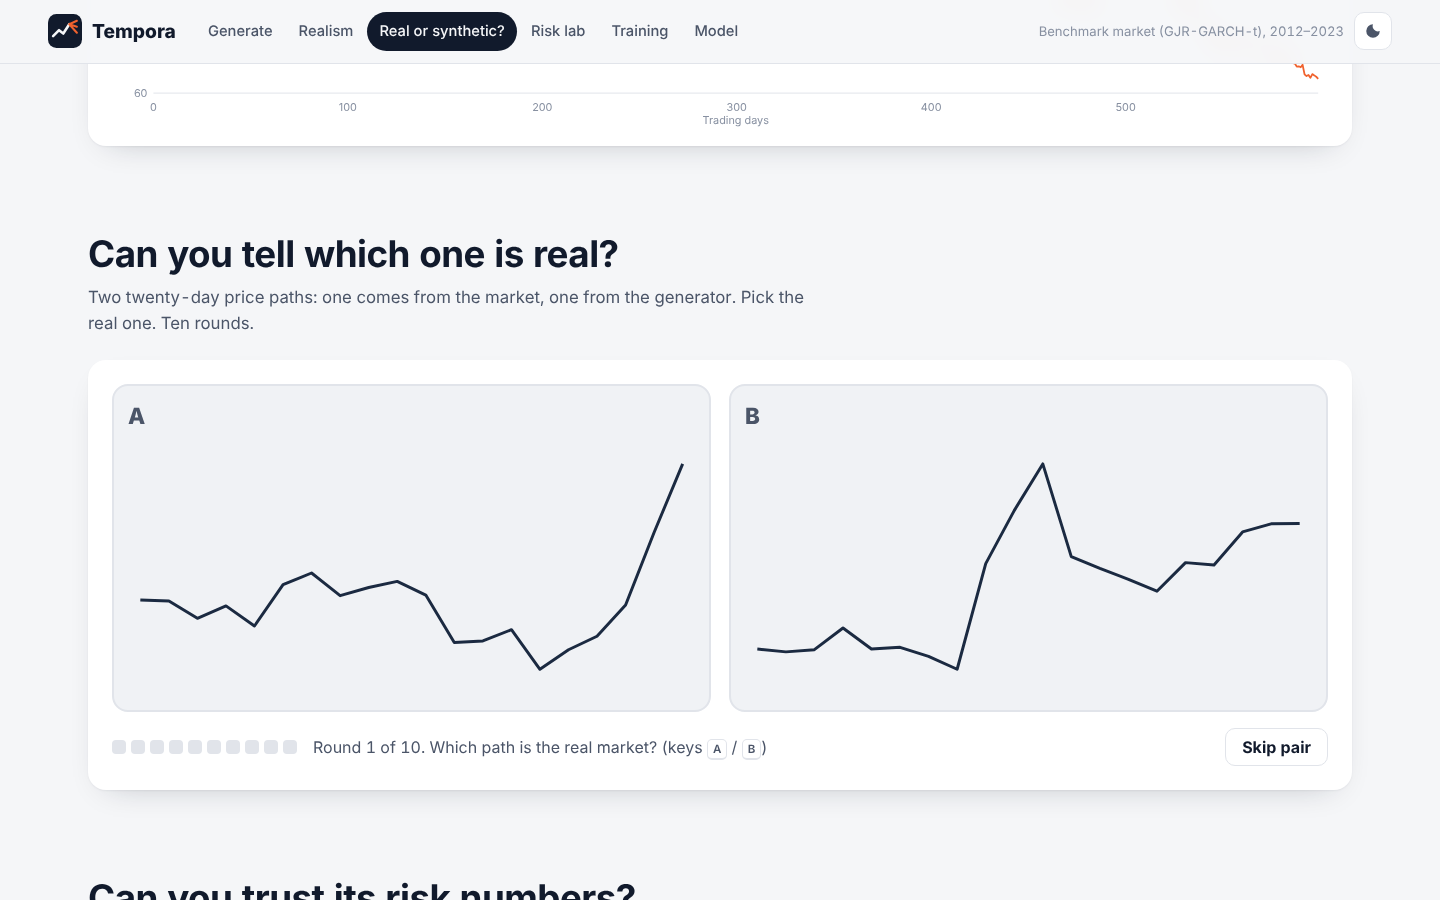 Tempora Generate Realism Real or synthetic? Risk lab Training Model Benchmark market (GJR-GARCH-t), 2012–2023
60
0 100 200 300 400 500
Trading days
Can you tell which one is real?
Two twenty-day price paths: one comes from the market, one from the generator. Pick the
real one. Ten rounds.
A B
Round 1 of 10. Which path is the real market? (keys A / B) Skip pair
Can you trust its risk numbers?